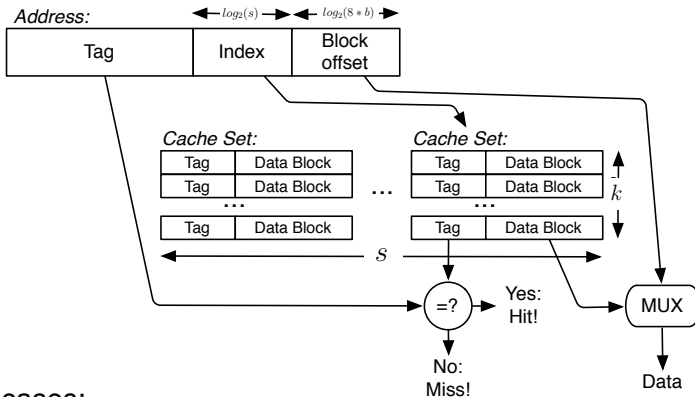 Address:
log₂(s)
log₂(8 * b)
Tag
Index
Block
offset
Cache Set:
Cache Set:
Tag
Data Block
Tag
Data Block
Tag
Data Block
Tag
Data Block
...
...
...
k
Tag
Data Block
Tag
Data Block
s
=?
Yes:
Hit!
MUX
No:
Miss!
Data